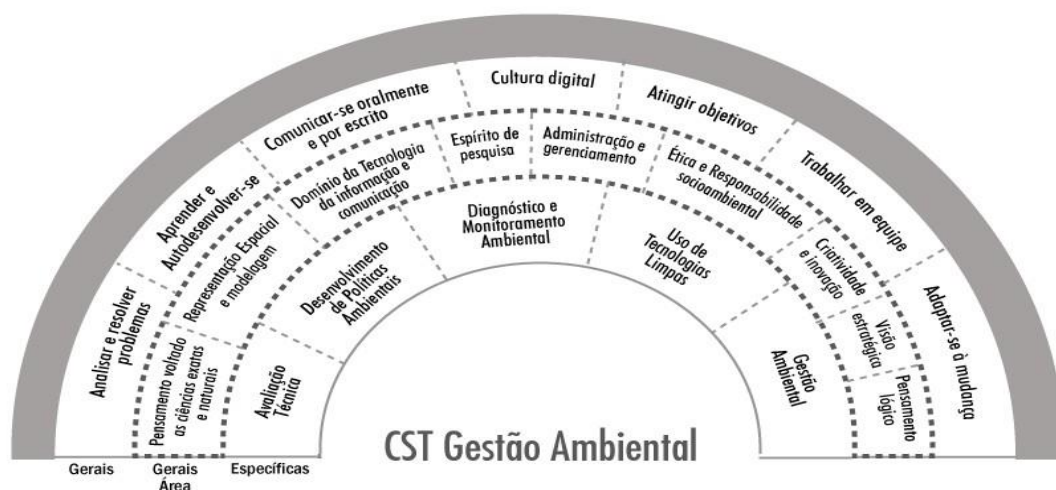 Analisar e resolver
problemas
Aprender e
Autodesenvolver-se
Comunicar-se oralmente
e por escrito
Cultura digital
Atingir objetivos
Trabalhar em equipe
Adaptar-se à mudança
Pensamento voltado
as ciências exatas
e naturais
Representação Espacial
e modelagem
Domínio da Tecnologia
da informação e
comunicação
Espírito de
pesquisa
Administração e
gerenciamento
Ética e Responsabilidade
socioambiental
Criatividade
e inovação
Visão
estratégica
Pensamento
lógico
Avaliação
Técnica
Desenvolvimento
de Políticas
Ambientais
Diagnóstico e
Monitoramento
Ambiental
Uso de
Tecnologias
Limpas
Gestão
Ambiental
CST Gestão Ambiental
Gerais
Gerais
Área
Específicas